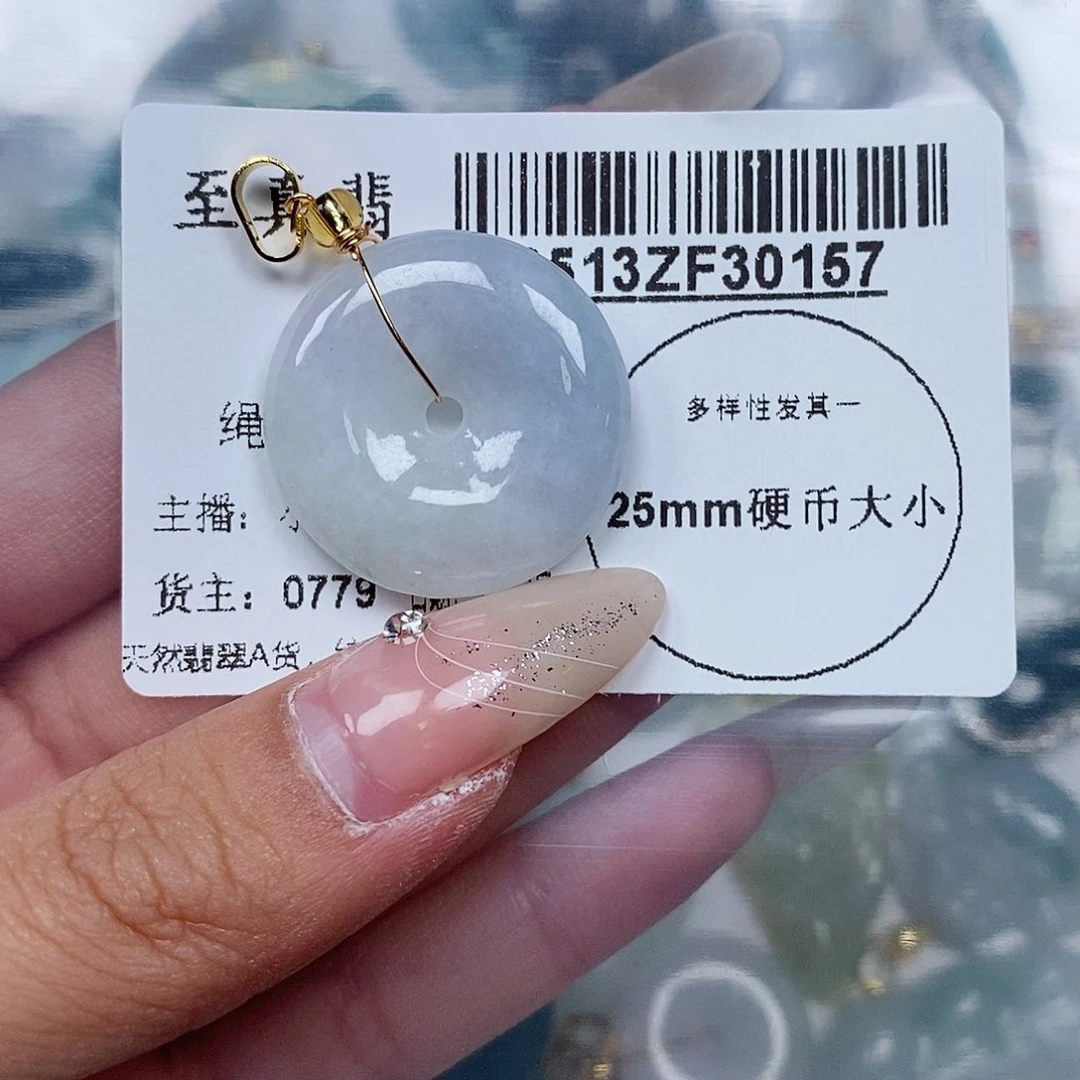 至真翡
513ZF30157
绳
多样性发其一
主播：
25mm硬币大小
货主：0779
天然翡翠A货，